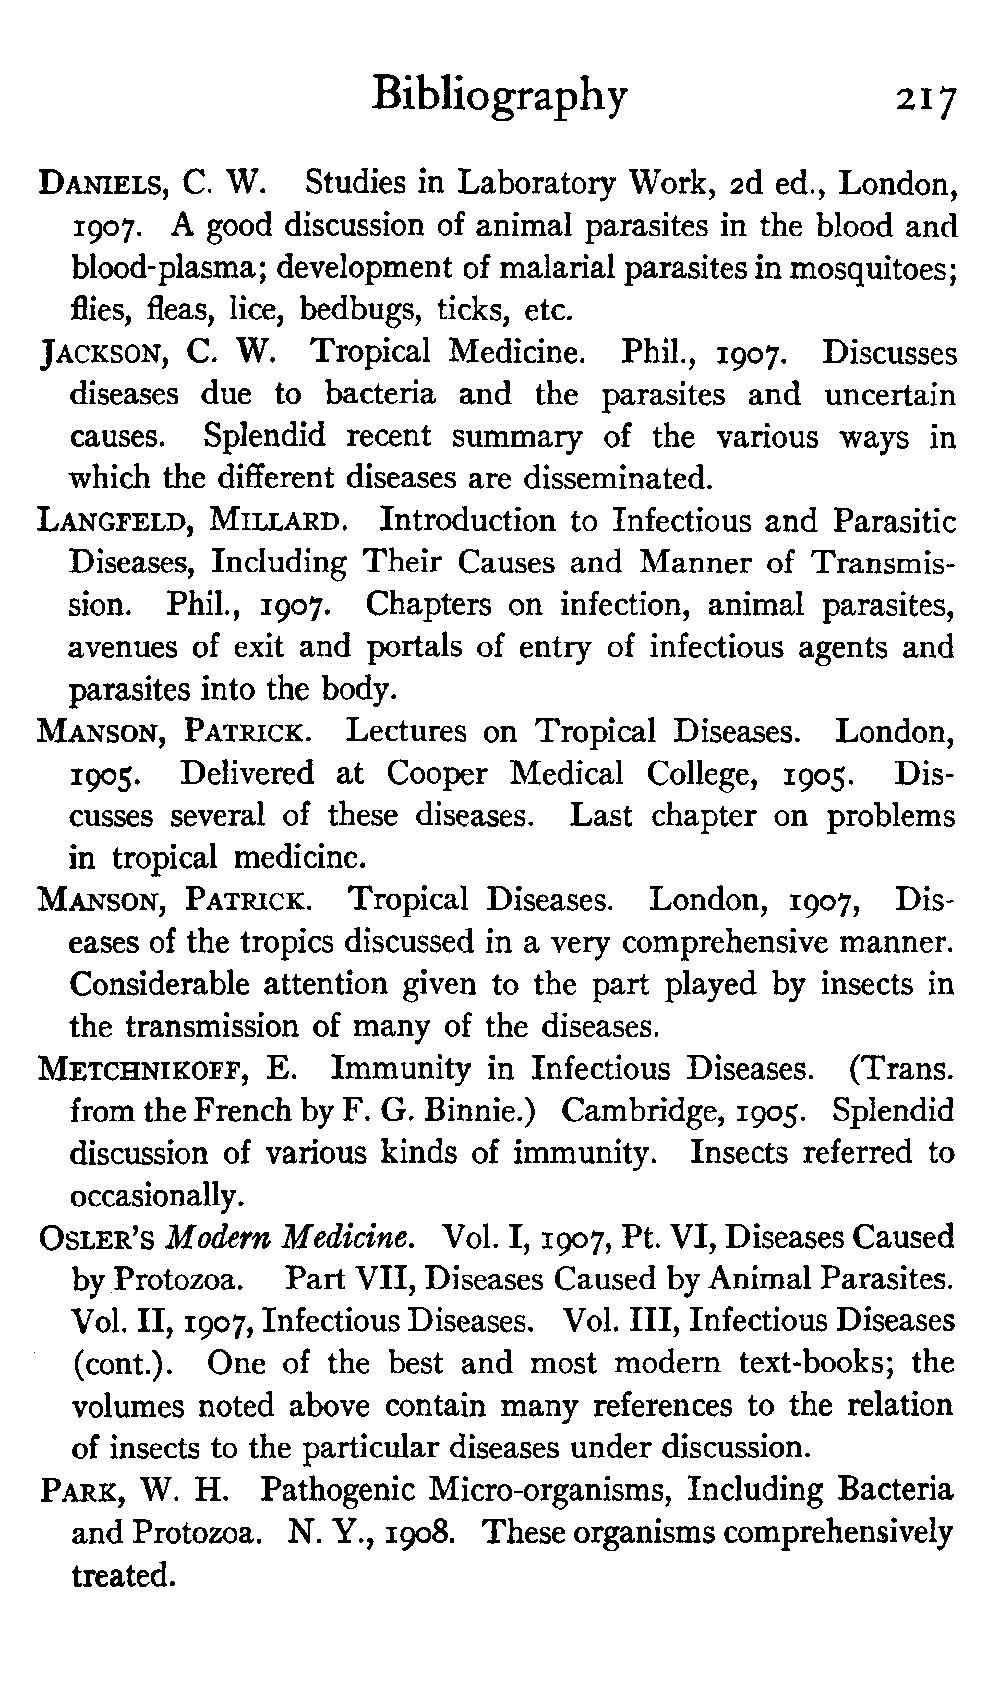 Bibliography 217
DANIELS, C. W. Studies in Laboratory Work, 2d ed., London,
1907. A good discussion of animal parasites in the blood and
blood-plasma; development of malarial parasites in mosquitoes;
flies, fleas, lice, bedbugs, ticks, etc.
JACKSON, C. W. Tropical Medicine. Phil., 1907. Discusses
diseases due to bacteria and the parasites and uncertain
causes. Splendid recent summary of the various ways in
which the different diseases are disseminated.
LANGFELD, MILLARD. Introduction to Infectious and Parasitic
Diseases, Including Their Causes and Manner of Transmis-
sion. Phil., 1907. Chapters on infection, animal parasites,
avenues of exit and portals of entry of infectious agents and
parasites into the body.
MANSON, PATRICK. Lectures on Tropical Diseases. London,
1905. Delivered at Cooper Medical College, 1905. Dis-
cusses several of these diseases. Last chapter on problems
in tropical medicine.
MANSON, PATRICK. Tropical Diseases. London, 1907, Dis-
eases of the tropics discussed in a very comprehensive manner.
Considerable attention given to the part played by insects in
the transmission of many of the diseases.
METCHNIKOFF, E. Immunity in Infectious Diseases. (Trans.
from the French by F. G. Binnie.) Cambridge, 1905. Splendid
discussion of various kinds of immunity. Insects referred to
occasionally.
OSLER'S Modern Medicine. Vol. I, 1907, Pt. VI, Diseases Caused
by Protozoa. Part VII, Diseases Caused by Animal Parasites.
Vol. II, 1907, Infectious Diseases. Vol. III, Infectious Diseases
(cont.). One of the best and most modern text-books; the
volumes noted above contain many references to the relation
of insects to the particular diseases under discussion.
PARK, W. H. Pathogenic Micro-organisms, Including Bacteria
and Protozoa. N. Y., 1908. These organisms comprehensively
treated.